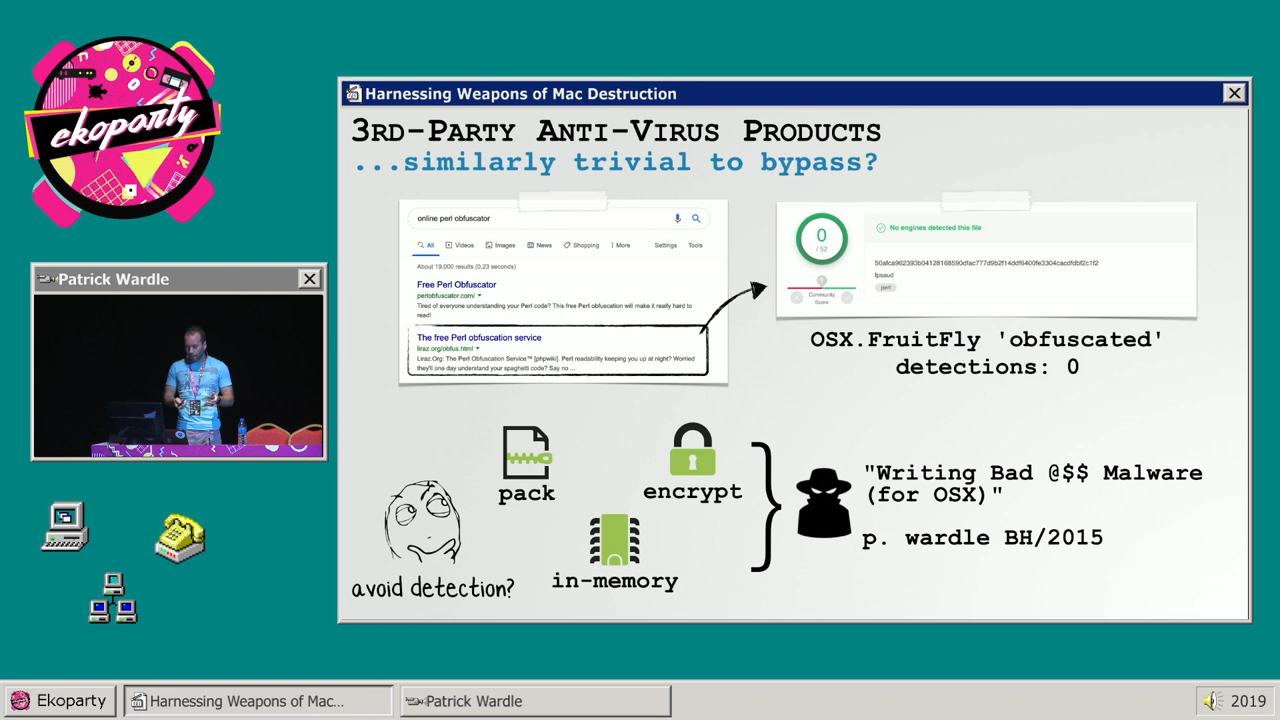 ekoparty
Patrick Wardle
Harnessing Weapons of Mac Destruction
3RD-PARTY ANTI-VIRUS PRODUCTS
...similarly trivial to bypass?
online perl obfuscator
All Videos Images News Shopping More Settings Tools
About 19,000 results (0.23 seconds)
Free Perl Obfuscator
perlobfuscator.com/
Tired of everyone understanding your Perl code? This free Perl obfuscation will make it really hard to
read!
The free Perl obfuscation service
liraz.org/obfus.html
Liraz.Org: The Perl Obfuscation Service™ [phpwiki]. Perl readability keeping you up at night? Worried
they'll one day understand your spaghetti code? Say no ...
0
/ 52
?
Community
Score
No engines detected this file
fpsaud
perl
OSX.FruitFly 'obfuscated'
detections: 0
pack
encrypt
in-memory
avoid detection?
"Writing Bad @$$ Malware
(for OSX)"
p. wardle BH/2015
Ekoparty
Harnessing Weapons of Mac...
Patrick Wardle
2019